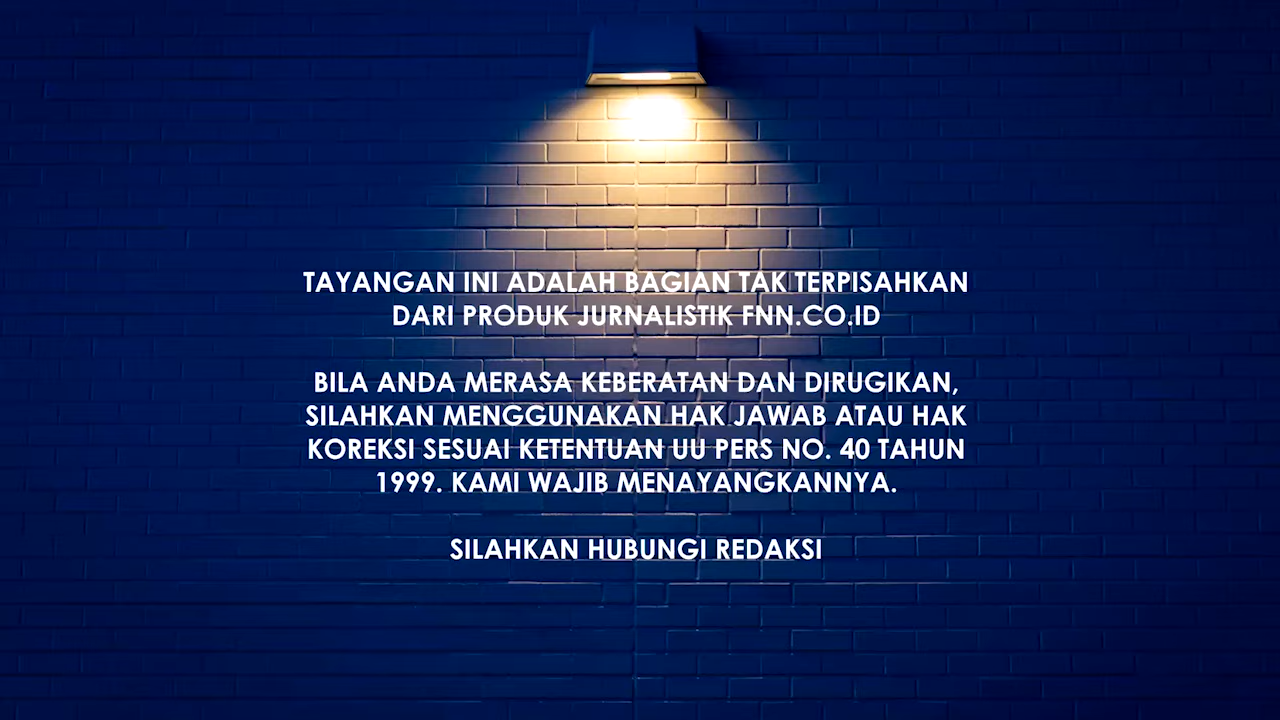 TAYANGAN INI ADALAH BAGIAN TAK TERPISAHKAN
DARI PRODUK JURNALISTIK FNN.CO.ID
BILA ANDA MERASA KEBERATAN DAN DIRUGIKAN,
SILAHKAN MENGGUNAKAN HAK JAWAB ATAU HAK
KOREKSI SESUAI KETENTUAN UU PERS NO. 40 TAHUN
1999. KAMI WAJIB MENAYANGKANNYA.
SILAHKAN HUBUNGI REDAKSI